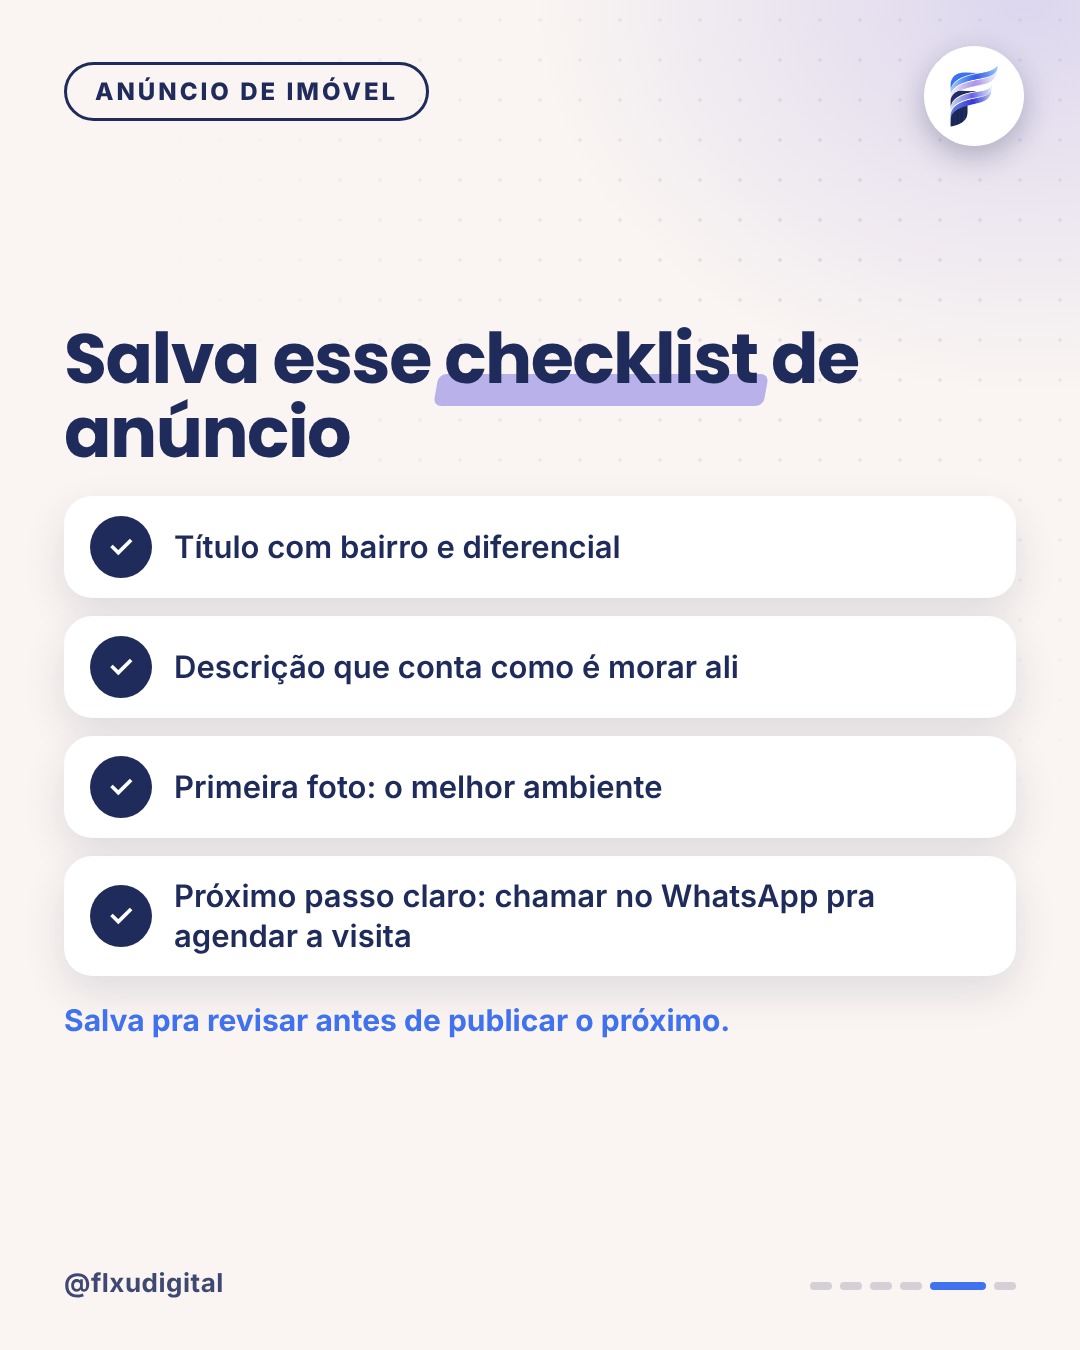 ANÚNCIO DE IMÓVEL
Salva esse checklist de
anúncio
Título com bairro e diferencial
Descrição que conta como é morar ali
Primeira foto: o melhor ambiente
Próximo passo claro: chamar no WhatsApp pra
agendar a visita
Salva pra revisar antes de publicar o próximo.
@flxudigital